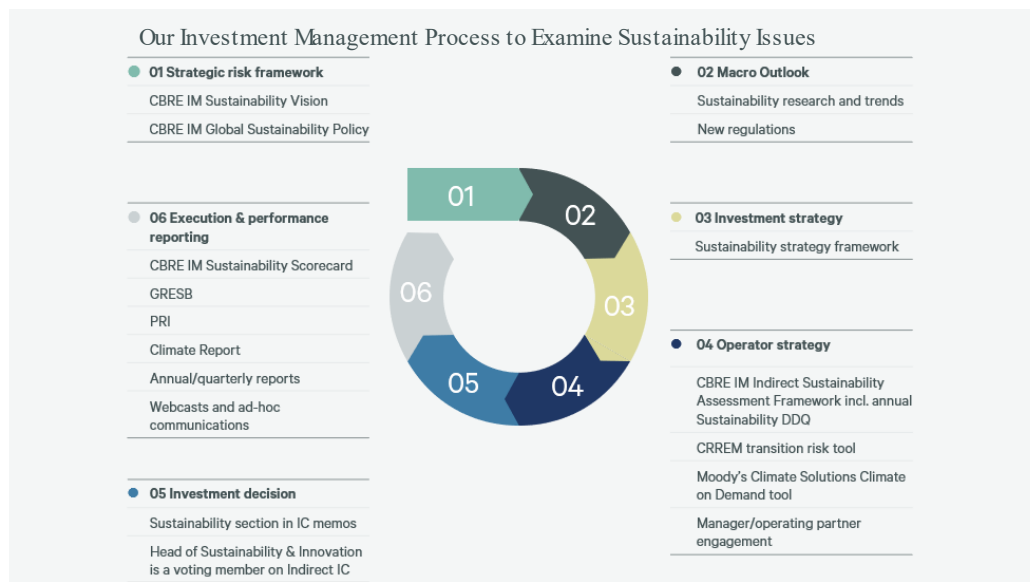 Our Investment Management Process to Examine Sustainability Issues
01 Strategic risk framework
CBRE IM Sustainability Vision
CBRE IM Global Sustainability Policy
02 Macro Outlook
Sustainability research and trends
New regulations
01
02
03
04
05
06
06 Execution & performance
reporting
CBRE IM Sustainability Scorecard
GRESB
PRI
Climate Report
Annual/quarterly reports
Webcasts and ad-hoc
communications
03 Investment strategy
Sustainability strategy framework
04 Operator strategy
CBRE IM Indirect Sustainability
Assessment Framework incl. annual
Sustainability DDQ
CRREM transition risk tool
Moody's Climate Solutions Climate
on Demand tool
Manager/operating partner
engagement
05 Investment decision
Sustainability section in IC memos
Head of Sustainability & Innovation
is a voting member on Indirect IC